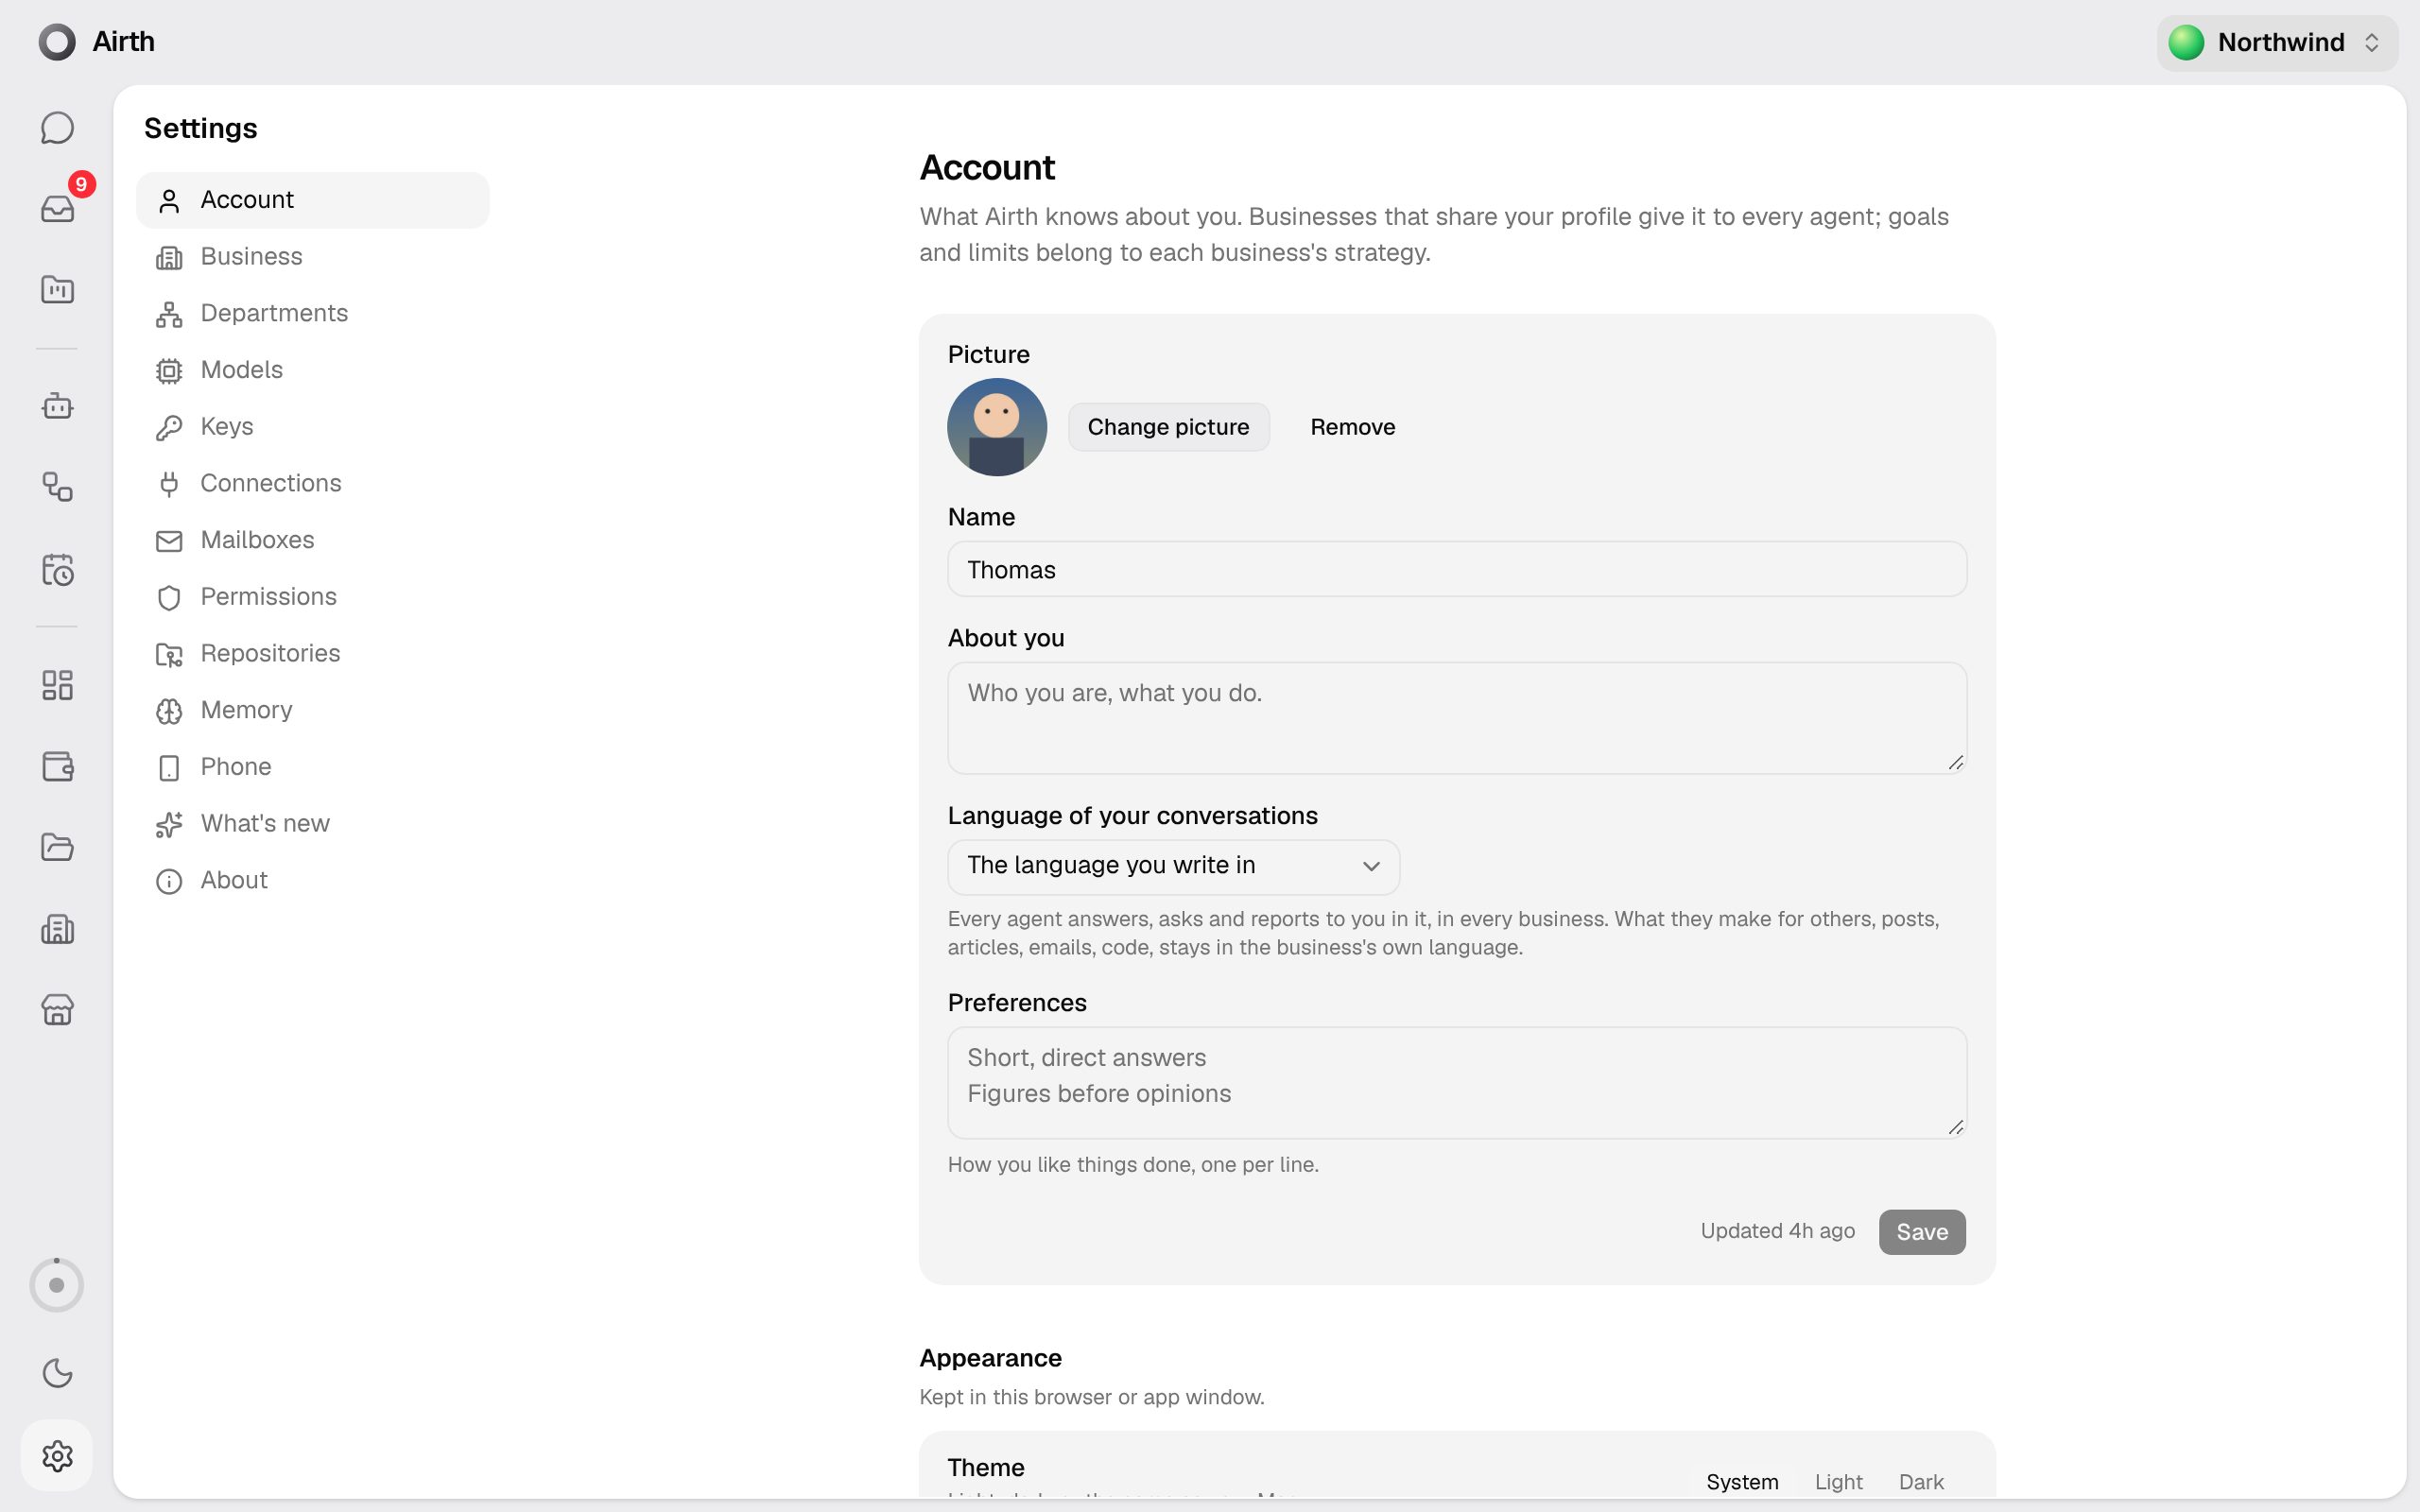 Airth
Northwind
9
Settings
Account
Business
Departments
Models
Keys
Connections
Mailboxes
Permissions
Repositories
Memory
Phone
What's new
About
Account
What Airth knows about you. Businesses that share your profile give it to every agent; goals
and limits belong to each business's strategy.
Picture
Change picture
Remove
Name
Thomas
About you
Who you are, what you do.
Language of your conversations
The language you write in
Every agent answers, asks and reports to you in it, in every business. What they make for others, posts,
articles, emails, code, stays in the business's own language.
Preferences
Short, direct answers
Figures before opinions
How you like things done, one per line.
Updated 4h ago
Save
Appearance
Kept in this browser or app window.
Theme
System
Light
Dark